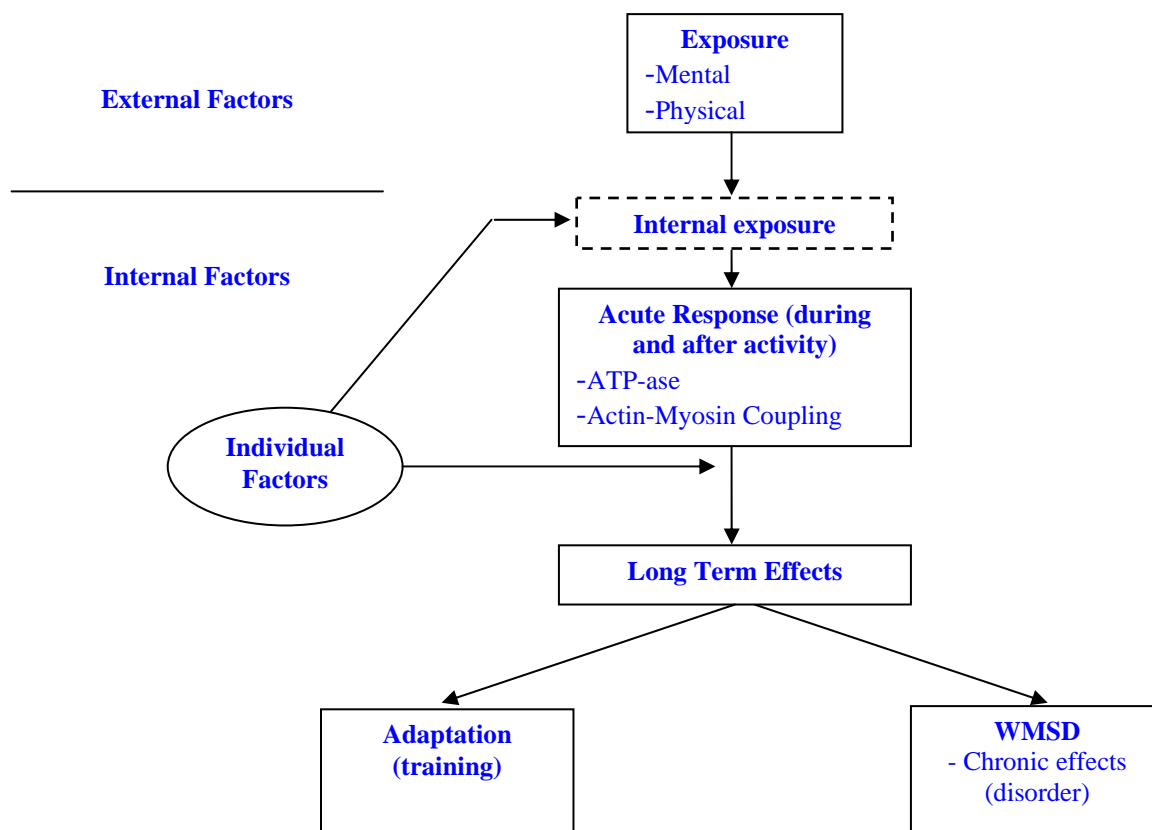 Exposure
-Mental
-Physical
External Factors
Internal exposure
Internal Factors
Acute Response (during
and after activity)
-ATP-ase
-Actin-Myosin Coupling
Individual
Factors
Long Term Effects
Adaptation
(training)
WMSD
- Chronic effects
(disorder)